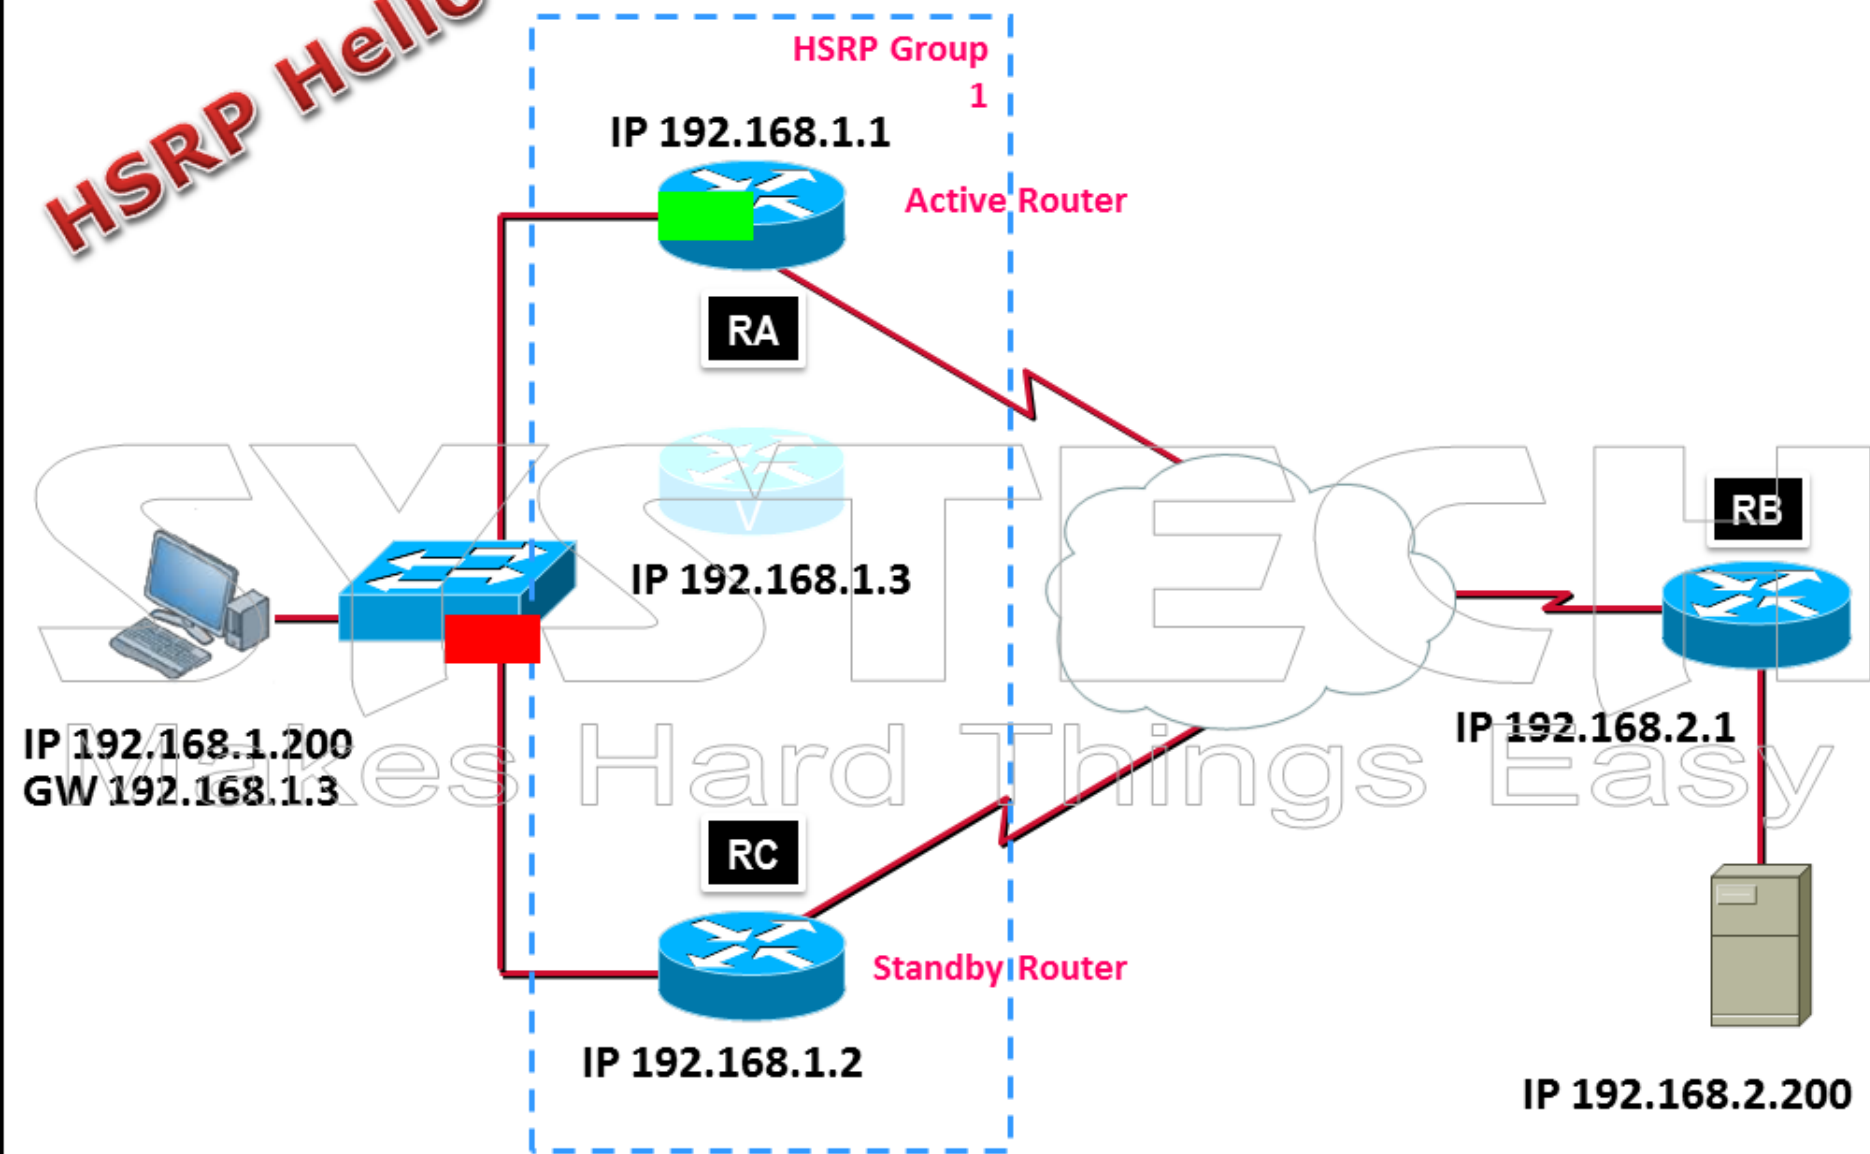 HSRP Hello
HSRP Group
1
IP 192.168.1.1
Active Router
RA
V
IP 192.168.1.3
RB
SYSTECH
IP 192.168.2.1
IP 192.168.1.200
GW 192.168.1.3
Makes Hard Things Easy
RC
Standby Router
IP 192.168.1.2
IP 192.168.2.200